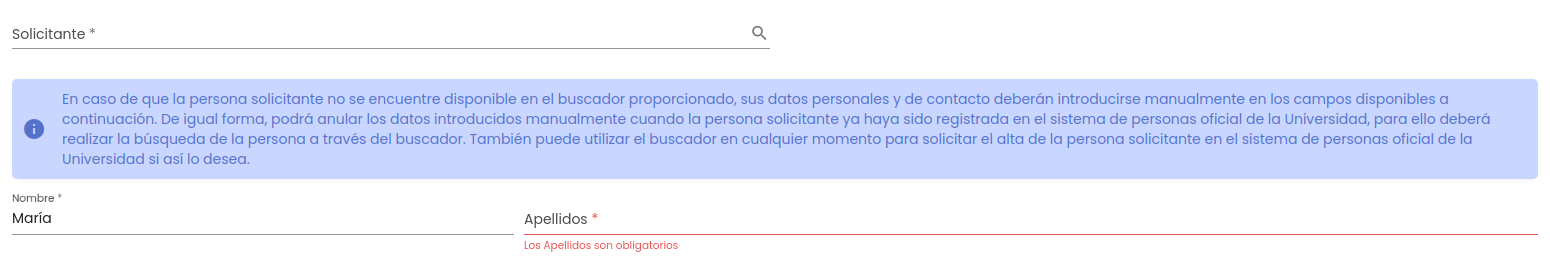 Solicitante *
En caso de que la persona solicitante no se encuentre disponible en el buscador proporcionado, sus datos personales y de contacto deberán introducirse manualmente en los campos disponibles a
continuación. De igual forma, podrá anular los datos introducidos manualmente cuando la persona solicitante ya haya sido registrada en el sistema de personas oficial de la Universidad, para ello deberá
realizar la búsqueda de la persona a través del buscador. También puede utilizar el buscador en cualquier momento para solicitar el alta de la persona solicitante en el sistema de personas oficial de la
Universidad si así lo desea.
Nombre *
María
Apellidos *
Los Apellidos son obligatorios